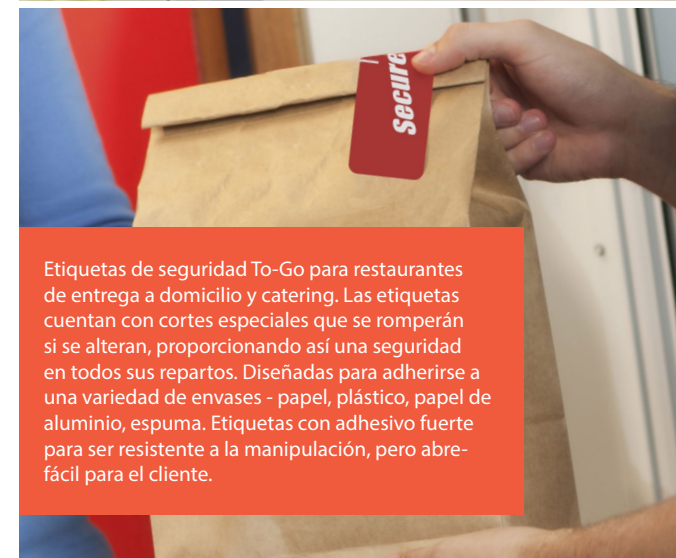 Secure
Etiquetas de seguridad To-Go para restaurantes
de entrega a domicilio y catering. Las etiquetas
cuentan con cortes especiales que se romperán
si se alteran, proporcionando así una seguridad
en todos sus repartos. Diseñadas para adherirse a
una variedad de envases - papel, plástico, papel de
aluminio, espuma. Etiquetas con adhesivo fuerte
para ser resistente a la manipulación, pero abre-
fácil para el cliente.